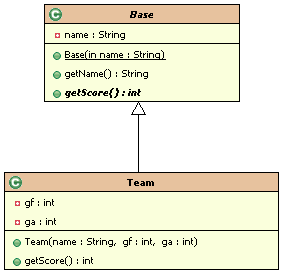 Base
name : String
Base(in name : String)
getName() : String
getScore() : int
Team
gf : int
ga : int
Team(name : String, gf : int, ga : int)
getScore() : int